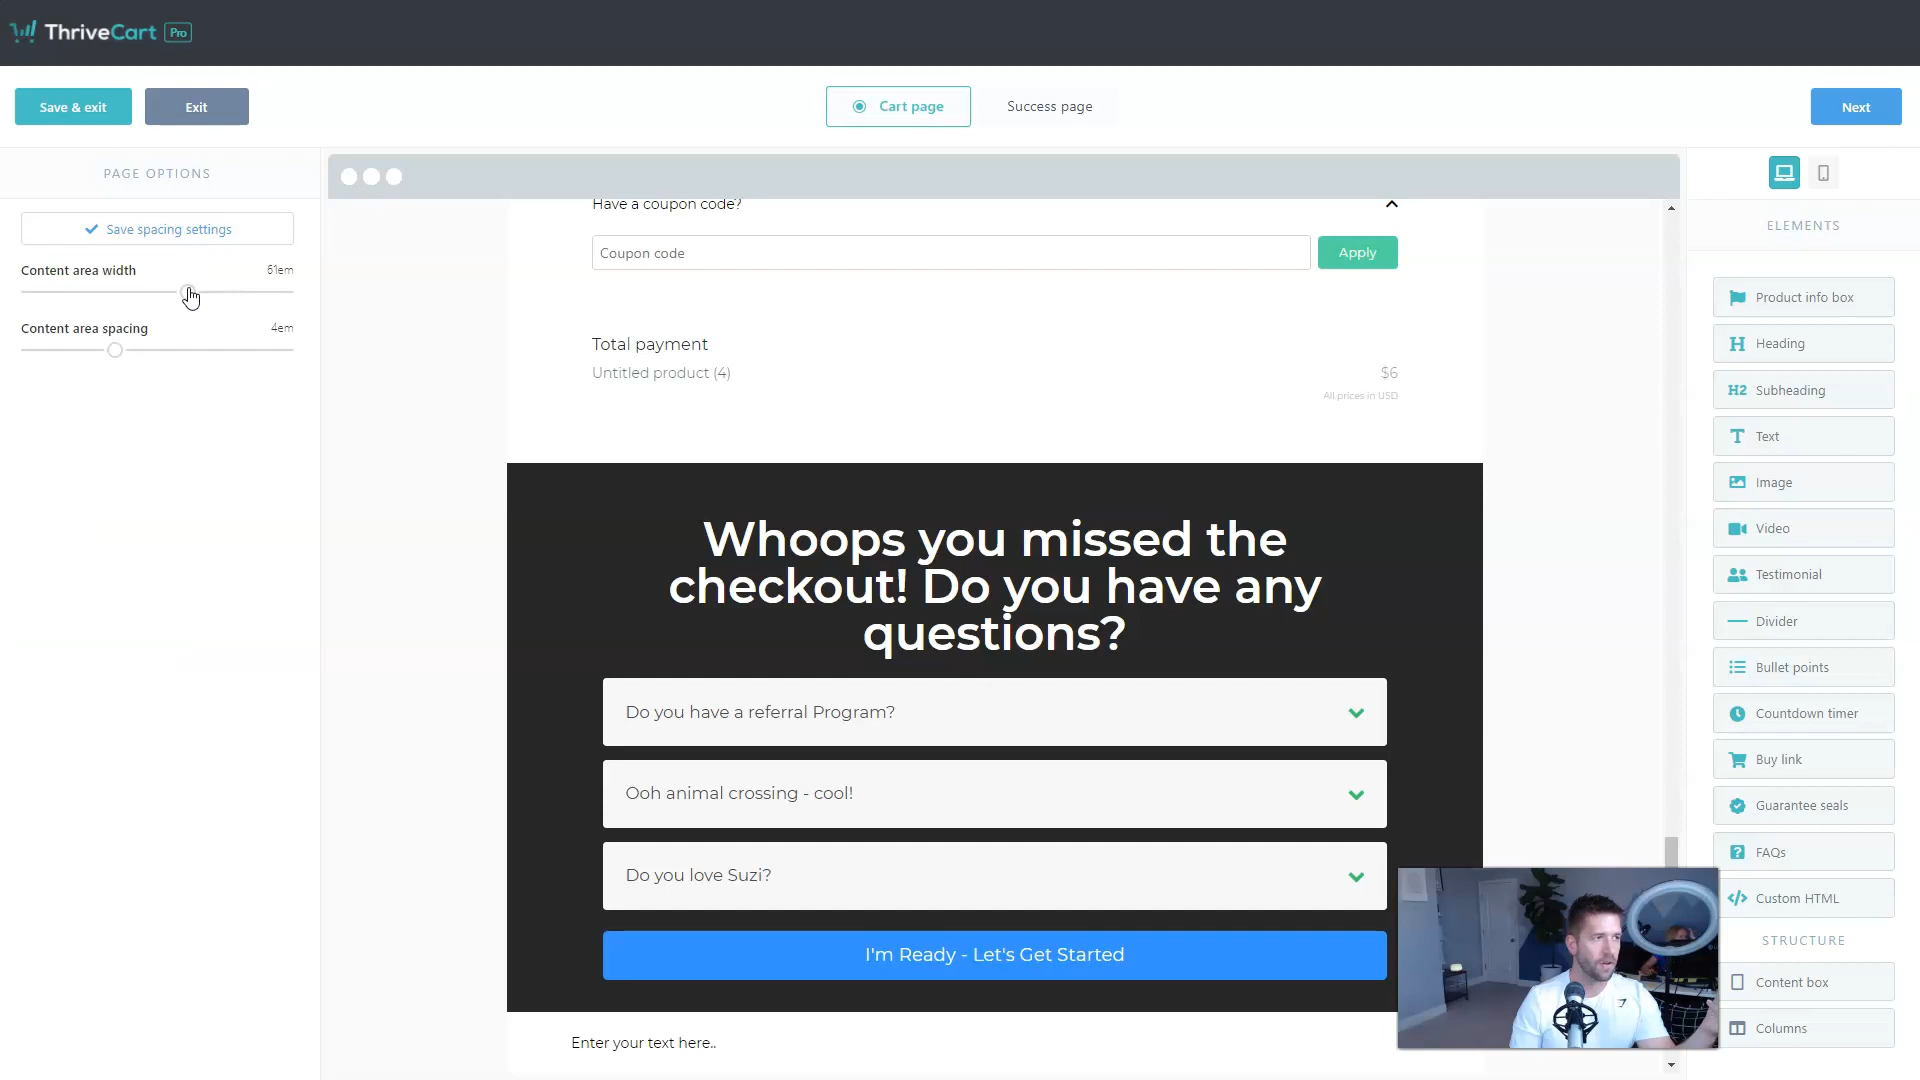 ThriveCart Pro
Save & exit
Exit
Cart page
Success page
Next
PAGE OPTIONS
Save spacing settings
Content area width
61em
Content area spacing
4em
Have a coupon code?
Coupon code
Apply
Total payment
Untitled product (4)
$6
All prices in USD
Whoops you missed the
checkout! Do you have any
questions?
Do you have a referral Program?
Ooh animal crossing - cool!
Do you love Suzi?
I'm Ready - Let's Get Started
Enter your text here..
ELEMENTS
Product info box
H Heading
H2 Subheading
T Text
Image
Video
Testimonial
Divider
Bullet points
Countdown timer
Buy link
Guarantee seals
? FAQs
</> Custom HTML
STRUCTURE
Content box
Columns